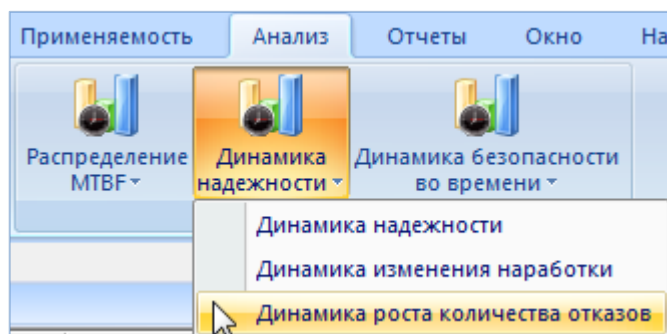 Применяемость Анализ Отчеты Окно На
Распределение
MTBF
Динамика
надежности
Динамика безопасности
во времени
Динамика надежности
Динамика изменения наработки
Динамика роста количества отказов